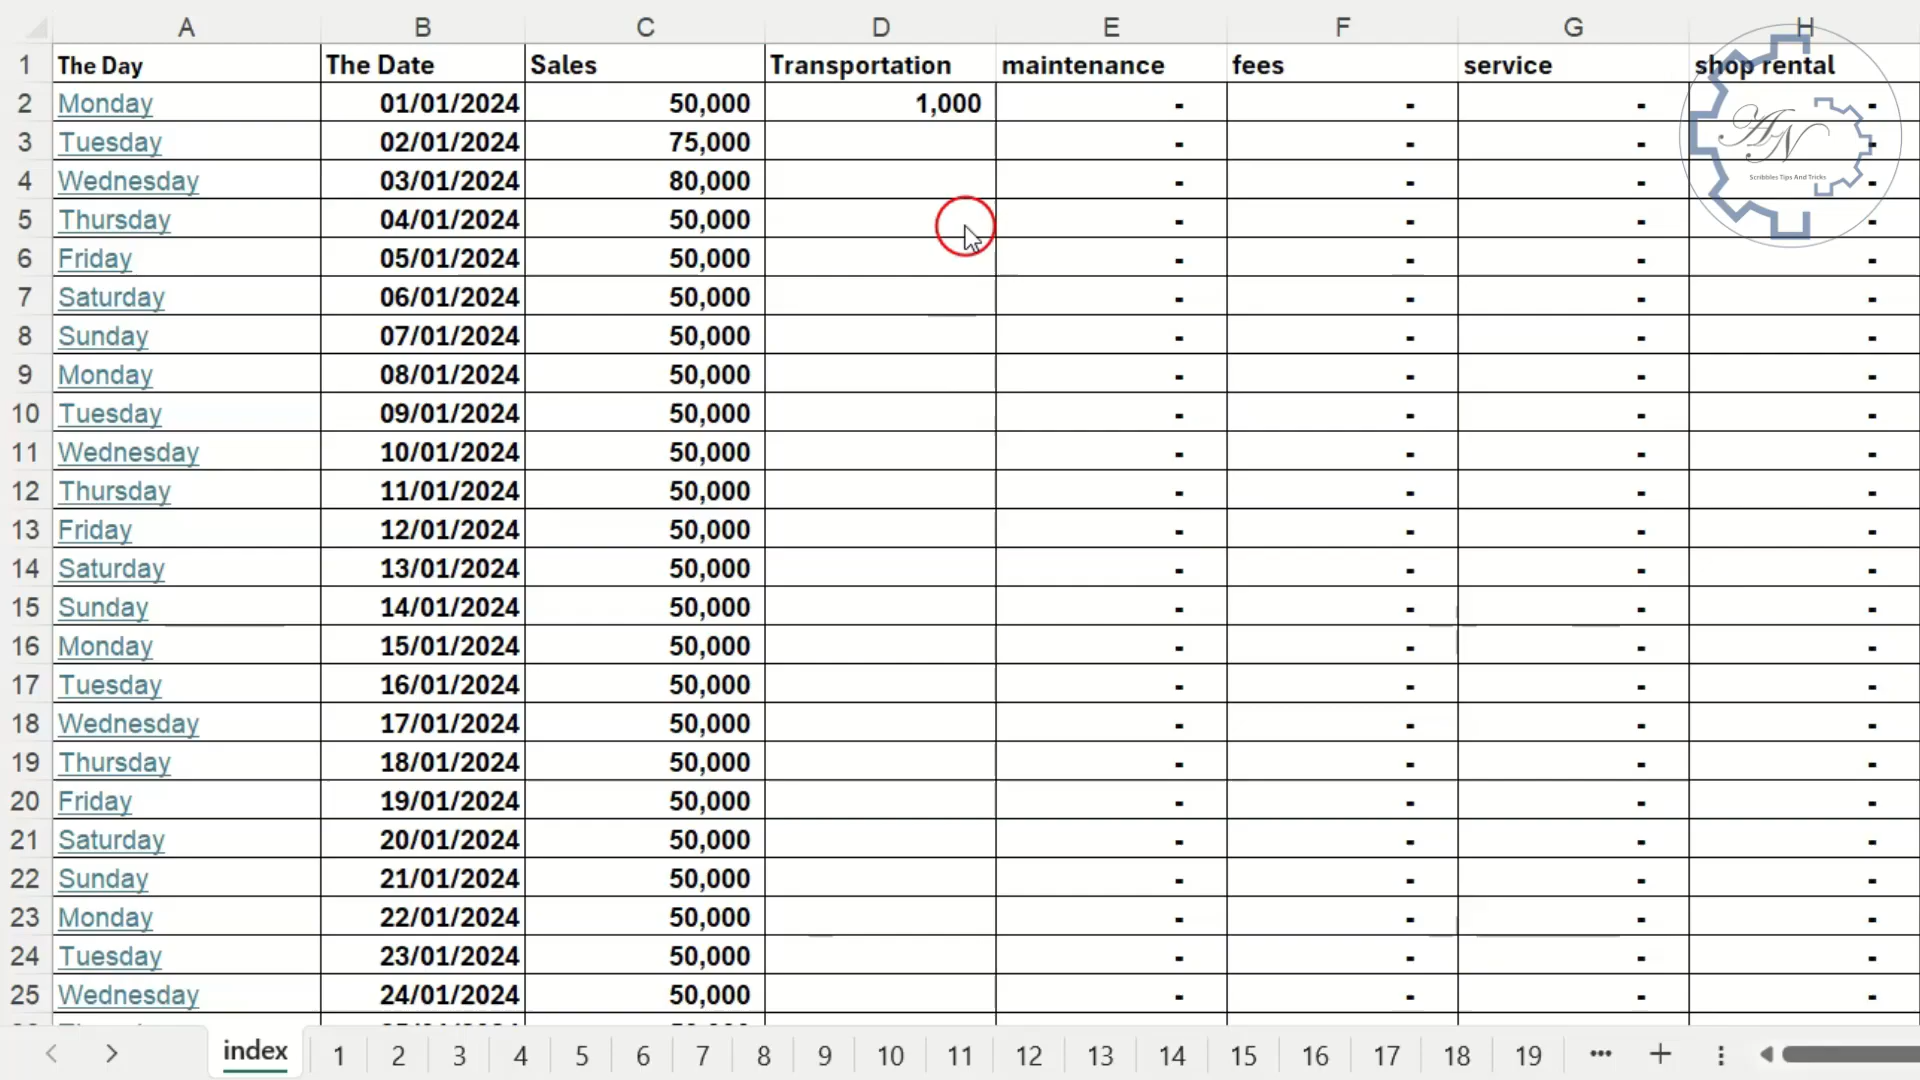 A B C D E F G H
1 The Day The Date Sales Transportation maintenance fees service shop rental
2 Monday 01/01/2024 50,000 1,000 - - - -
3 Tuesday 02/01/2024 75,000 - - - -
4 Wednesday 03/01/2024 80,000 - - - -
5 Thursday 04/01/2024 50,000 - - - -
6 Friday 05/01/2024 50,000 - - - -
7 Saturday 06/01/2024 50,000 - - - -
8 Sunday 07/01/2024 50,000 - - - -
9 Monday 08/01/2024 50,000 - - - -
10 Tuesday 09/01/2024 50,000 - - - -
11 Wednesday 10/01/2024 50,000 - - - -
12 Thursday 11/01/2024 50,000 - - - -
13 Friday 12/01/2024 50,000 - - - -
14 Saturday 13/01/2024 50,000 - - - -
15 Sunday 14/01/2024 50,000 - - - -
16 Monday 15/01/2024 50,000 - - - -
17 Tuesday 16/01/2024 50,000 - - - -
18 Wednesday 17/01/2024 50,000 - - - -
19 Thursday 18/01/2024 50,000 - - - -
20 Friday 19/01/2024 50,000 - - - -
21 Saturday 20/01/2024 50,000 - - - -
22 Sunday 21/01/2024 50,000 - - - -
23 Monday 22/01/2024 50,000 - - - -
24 Tuesday 23/01/2024 50,000 - - - -
25 Wednesday 24/01/2024 50,000 - - - -
index 1 2 3 4 5 6 7 8 9 10 11 12 13 14 15 16 17 18 19 ...
AN
Scribbles Tips And Tricks